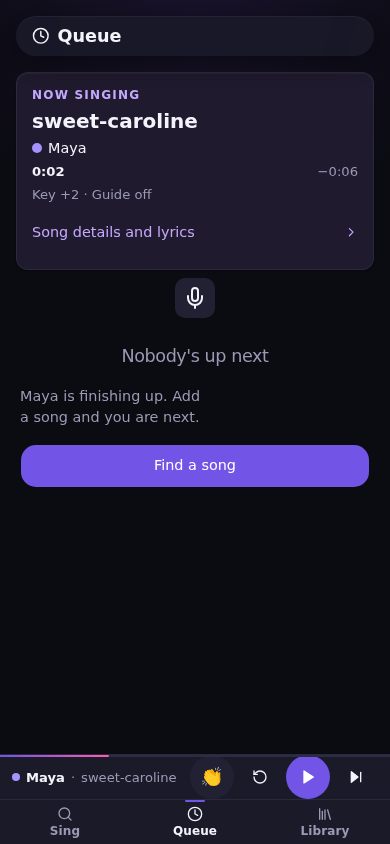 Queue
NOW SINGING
sweet-caroline
Maya
0:02 −0:06
Key +2 · Guide off
Song details and lyrics
Nobody's up next
Maya is finishing up. Add
a song and you are next.
Find a song
Maya · sweet-caroline
Sing Queue Library